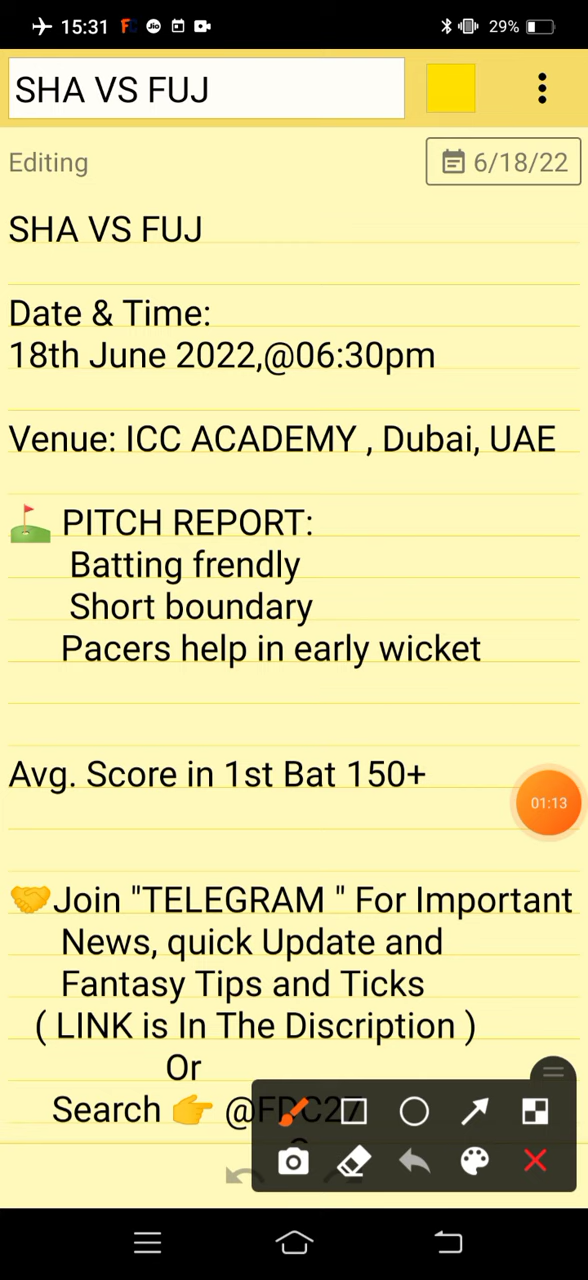 15:31
Jio
29%
SHA VS FUJ
Editing
6/18/22
SHA VS FUJ
Date & Time:
18th June 2022,@06:30pm
Venue: ICC ACADEMY , Dubai, UAE
PITCH REPORT:
Batting frendly
Short boundary
Pacers help in early wicket
Avg. Score in 1st Bat 150+
01:13
Join "TELEGRAM " For Important
News, quick Update and
Fantasy Tips and Ticks
( LINK is In The Discription )
Or
Search 👉 @FDC27